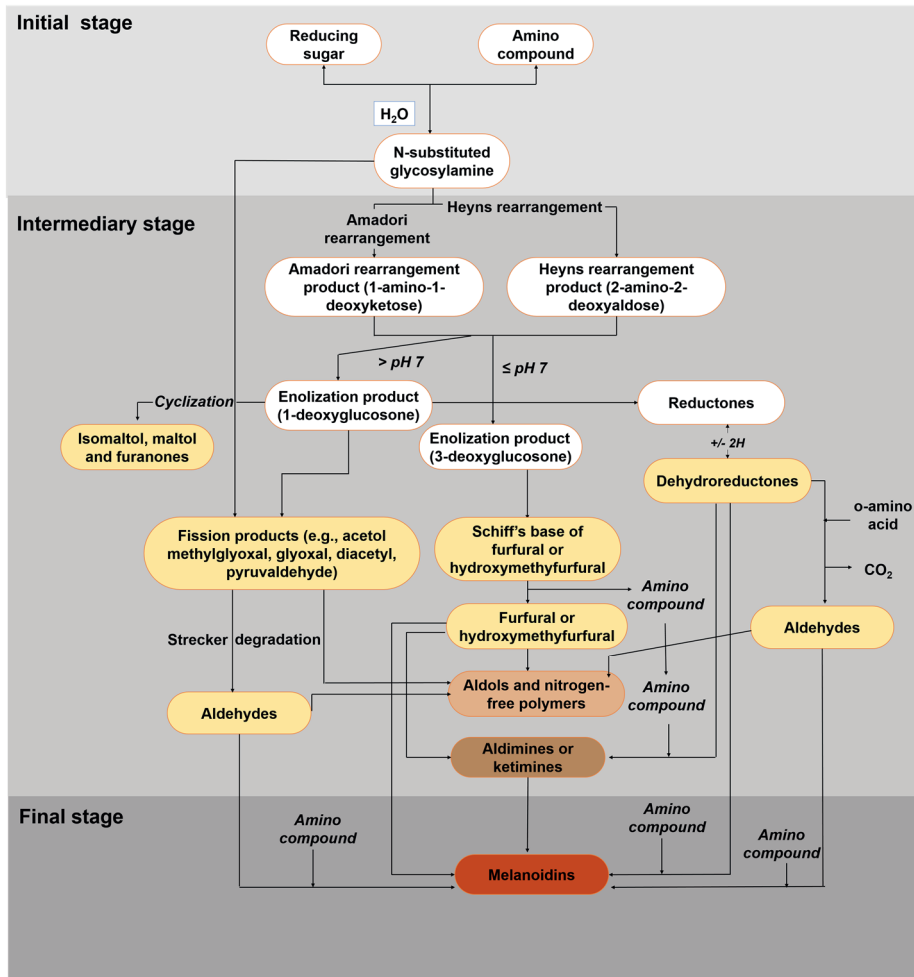 Initial stage
Reducing
sugar
Amino
compound
H₂O
N-substituted
glycosylamine
Intermediary stage
Heyns rearrangement
Amadori
rearrangement
Amadori rearrangement
product (1-amino-1-
deoxyketose)
Heyns rearrangement
product (2-amino-2-
deoxyaldose)
> pH 7
≤ pH 7
Cyclization
Enolization product
(1-deoxyglucosone)
Reductones
Isomaltol, maltol
and furanones
Enolization product
(3-deoxyglucosone)
+/- 2H
Dehydroreductones
o-amino
acid
Fission products (e.g., acetol
methylglyoxal, glyoxal, diacetyl,
pyruvaldehyde)
Schiff's base of
furfural or
hydroxymethyfurfural
CO₂
Amino
compound
Strecker degradation
Furfural or
hydroxymethyfurfural
Aldehydes
Aldols and nitrogen-
free polymers
Amino
compound
Aldehydes
Aldimines or
ketimines
Final stage
Amino
compound
Amino
compound
Amino
compound
Melanoidins